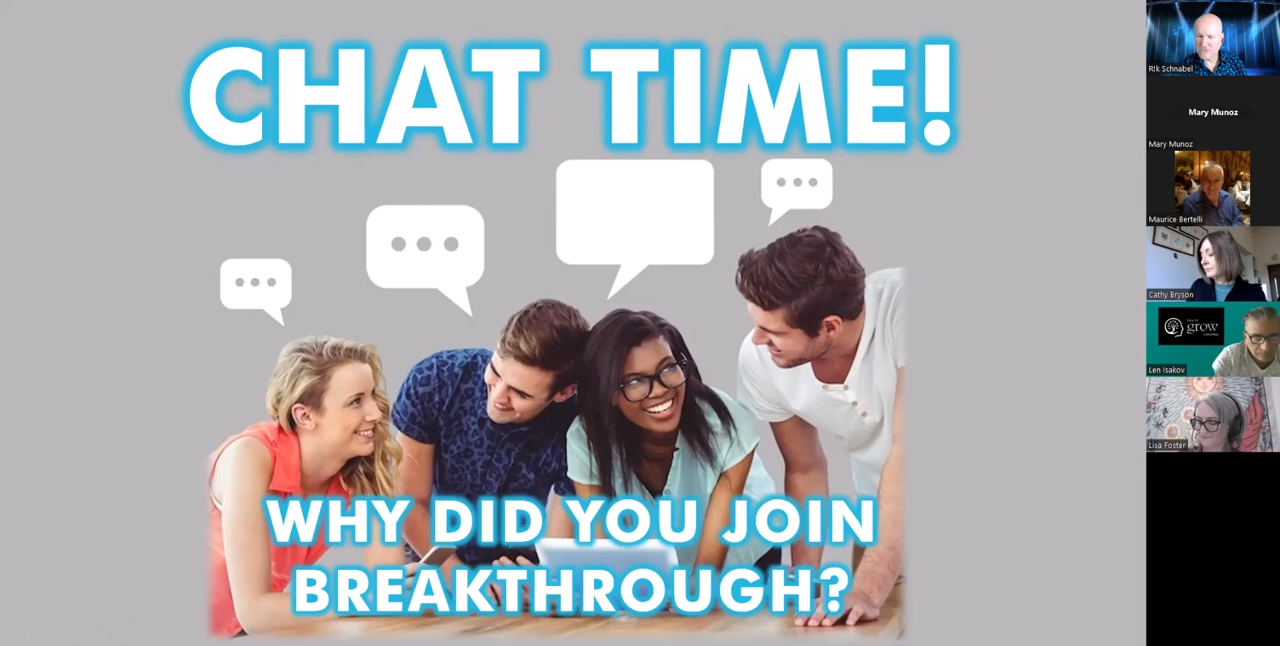 CHAT TIME!
WHY DID YOU JOIN
BREAKTHROUGH?
R!k Schnabel
Mary Munoz
Mary Munoz
Maurice Bertelli
Cathy Bryson
grow
Len Isakov
Lisa Foster